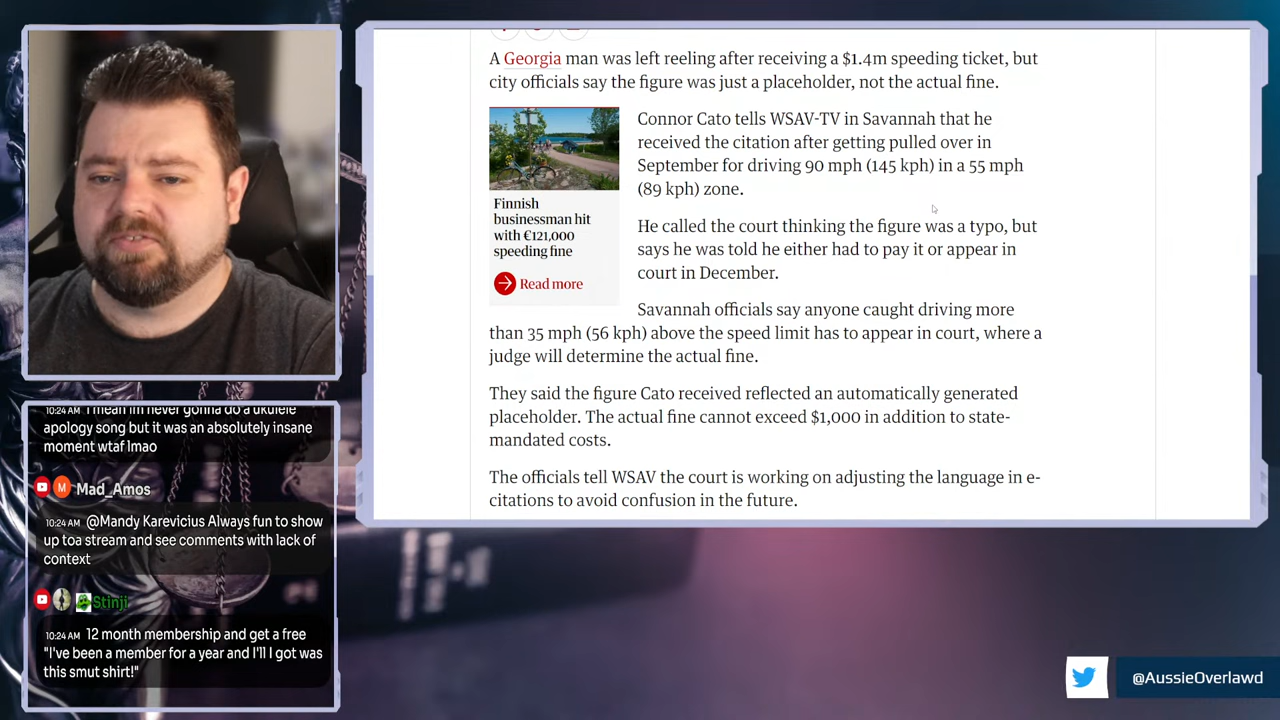 A Georgia man was left reeling after receiving a $1.4m speeding ticket, but
city officials say the figure was just a placeholder, not the actual fine.
Finnish
businessman hit
with €121,000
speeding fine
Read more
Connor Cato tells WSAV-TV in Savannah that he
received the citation after getting pulled over in
September for driving 90 mph (145 kph) in a 55 mph
(89 kph) zone.
He called the court thinking the figure was a typo, but
says he was told he either had to pay it or appear in
court in December.
Savannah officials say anyone caught driving more
than 35 mph (56 kph) above the speed limit has to appear in court, where a
judge will determine the actual fine.
They said the figure Cato received reflected an automatically generated
placeholder. The actual fine cannot exceed $1,000 in addition to state-
mandated costs.
The officials tell WSAV the court is working on adjusting the language in e-
citations to avoid confusion in the future.
10:24 AM I mean im never gonna do a ukulele
apology song but it was an absolutely insane
moment wtaf lmao
M Mad_Amos
10:24 AM @Mandy Karevicius Always fun to show
up toa stream and see comments with lack of
context
Stinji
10:24 AM 12 month membership and get a free
"I've been a member for a year and I'll I got was
this smut shirt!"
@AussieOverlawd